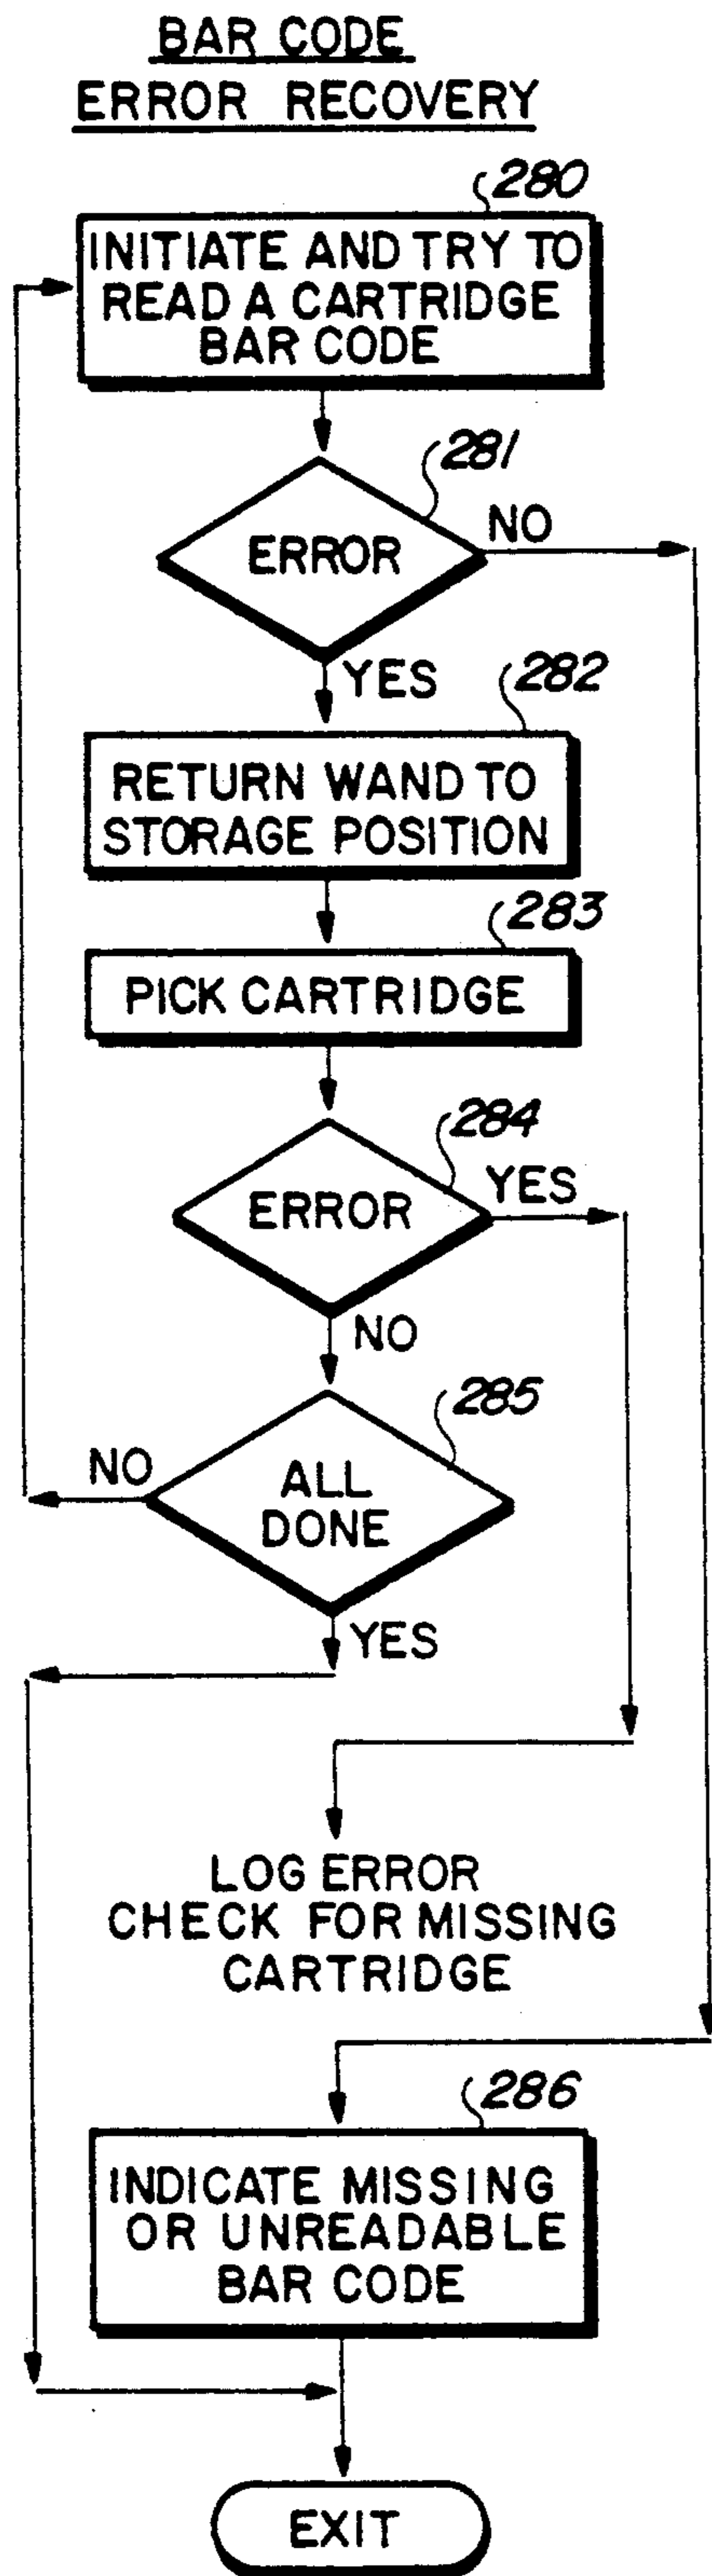 BAR CODE
ERROR RECOVERY
280
INITIATE AND TRY TO
READ A CARTRIDGE
BAR CODE
281
ERROR
NO
YES
282
RETURN WAND TO
STORAGE POSITION
283
PICK CARTRIDGE
284
ERROR
YES
NO
285
ALL
DONE
NO
YES
LOG ERROR
CHECK FOR MISSING
CARTRIDGE
286
INDICATE MISSING
OR UNREADABLE
BAR CODE
EXIT